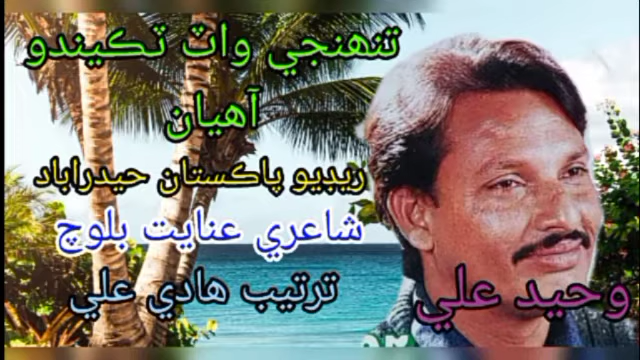 تنهنجي واٽ تڪيندو
آهيان
ريڊيو پاڪستان حيدراباد
شاعري عنايت بلوچ
ترتيب هادي علي
وحيد علي